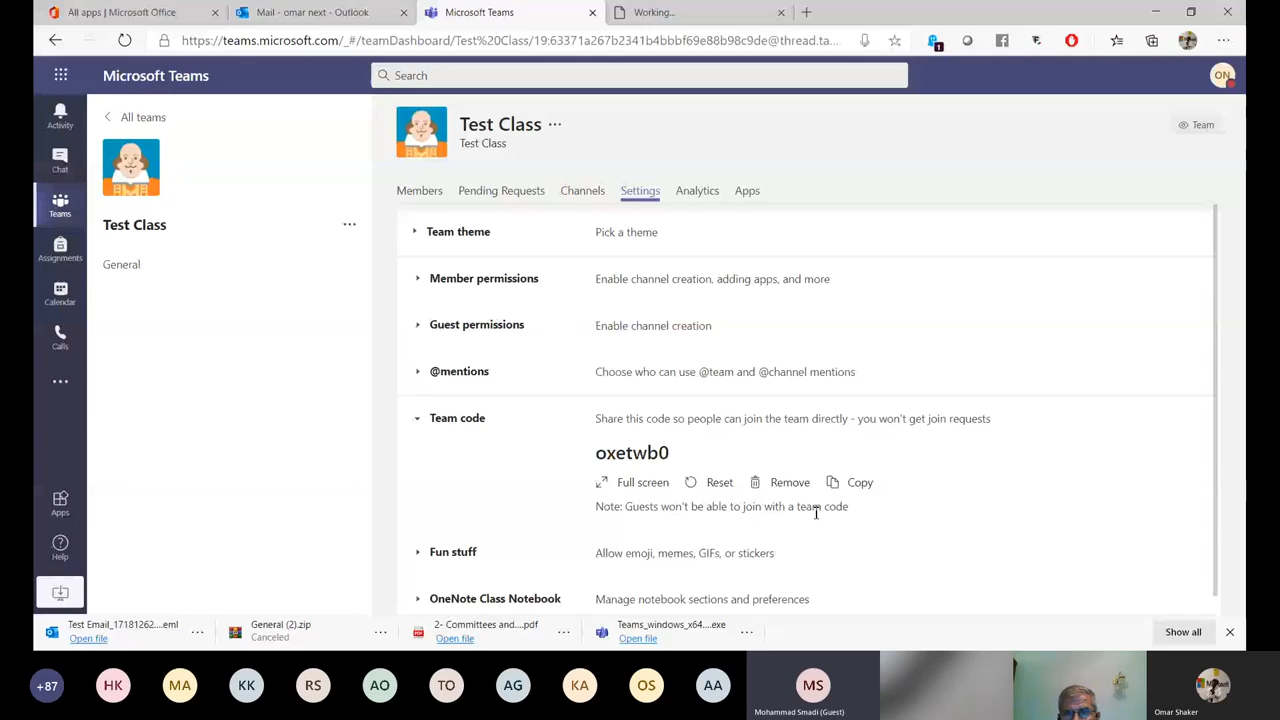 All apps | Microsoft Office
Mail - omar next - Outlook
Microsoft Teams
Working...
https://teams.microsoft.com/_#/teamDashboard/Test%20Class/19:63371a267b2341b4bbbf69e88b98c9de@thread.ta...
1
Microsoft Teams
Search
ON
Activity
Chat
Teams
Assignments
Calendar
Calls
Apps
Help
All teams
Test Class
General
Test Class
Test Class
Team
Members Pending Requests Channels Settings Analytics Apps
Team theme Pick a theme
Member permissions Enable channel creation, adding apps, and more
Guest permissions Enable channel creation
@mentions Choose who can use @team and @channel mentions
Team code Share this code so people can join the team directly - you won't get join requests
oxetwb0
Full screen Reset Remove Copy
Note: Guests won't be able to join with a team code
Fun stuff Allow emoji, memes, GIFs, or stickers
OneNote Class Notebook Manage notebook sections and preferences
Test Email_17181262....eml
Open file
General (2).zip
Canceled
2- Committees and....pdf
Open file
Teams_windows_x64....exe
Open file
Show all
+87 HK MA KK RS AO TO AG KA OS AA MS
Mohammad Smadi (Guest)
Omar Shaker